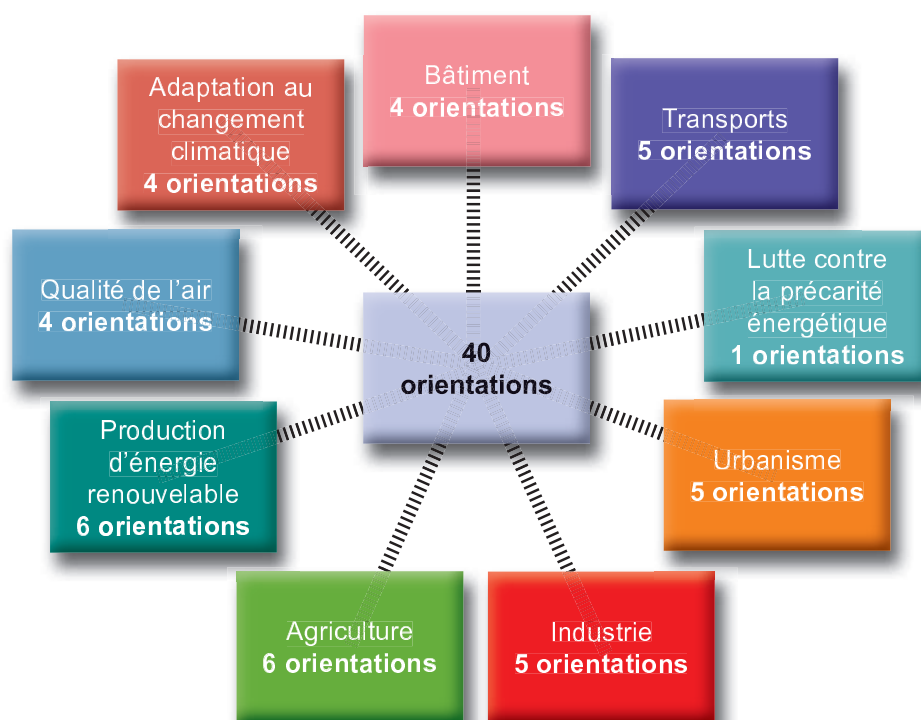 Bâtiment
4 orientations
Adaptation au
changement
climatique
4 orientations
Transports
5 orientations
Qualité de l’air
4 orientations
Lutte contre
la précarité
énergétique
1 orientations
40
orientations
Production
d’énergie
renouvelable
6 orientations
Urbanisme
5 orientations
Agriculture
6 orientations
Industrie
5 orientations